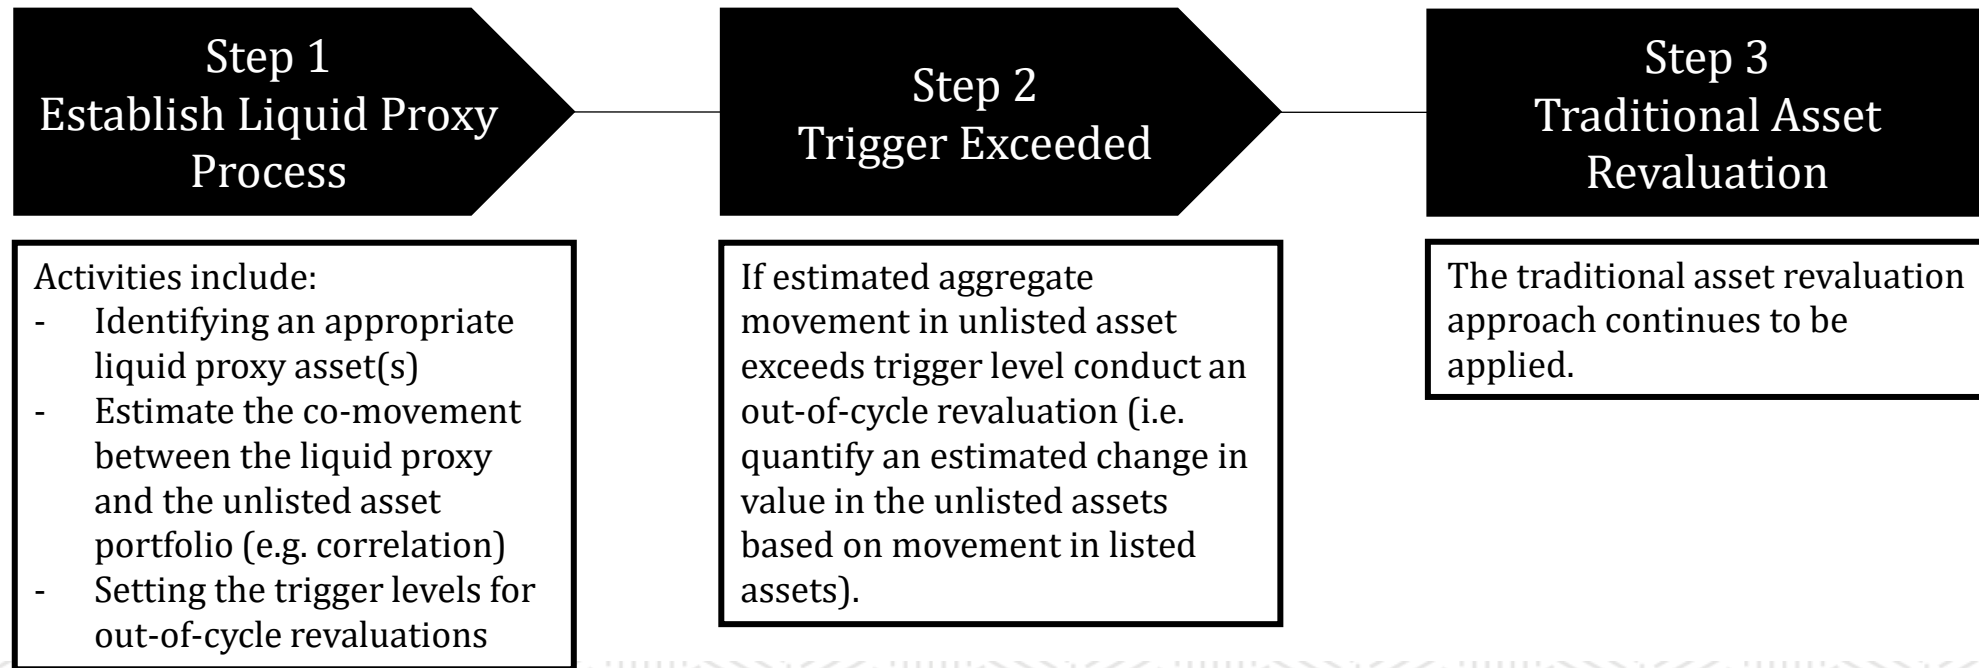 Step 1
Establish Liquid Proxy
Process
Step 2
Trigger Exceeded
Step 3
Traditional Asset
Revaluation
Activities include:
- Identifying an appropriate
liquid proxy asset(s)
- Estimate the co-movement
between the liquid proxy
and the unlisted asset
portfolio (e.g. correlation)
- Setting the trigger levels for
out-of-cycle revaluations
If estimated aggregate
movement in unlisted asset
exceeds trigger level conduct an
out-of-cycle revaluation (i.e.
quantify an estimated change in
value in the unlisted assets
based on movement in listed
assets).
The traditional asset revaluation
approach continues to be
applied.